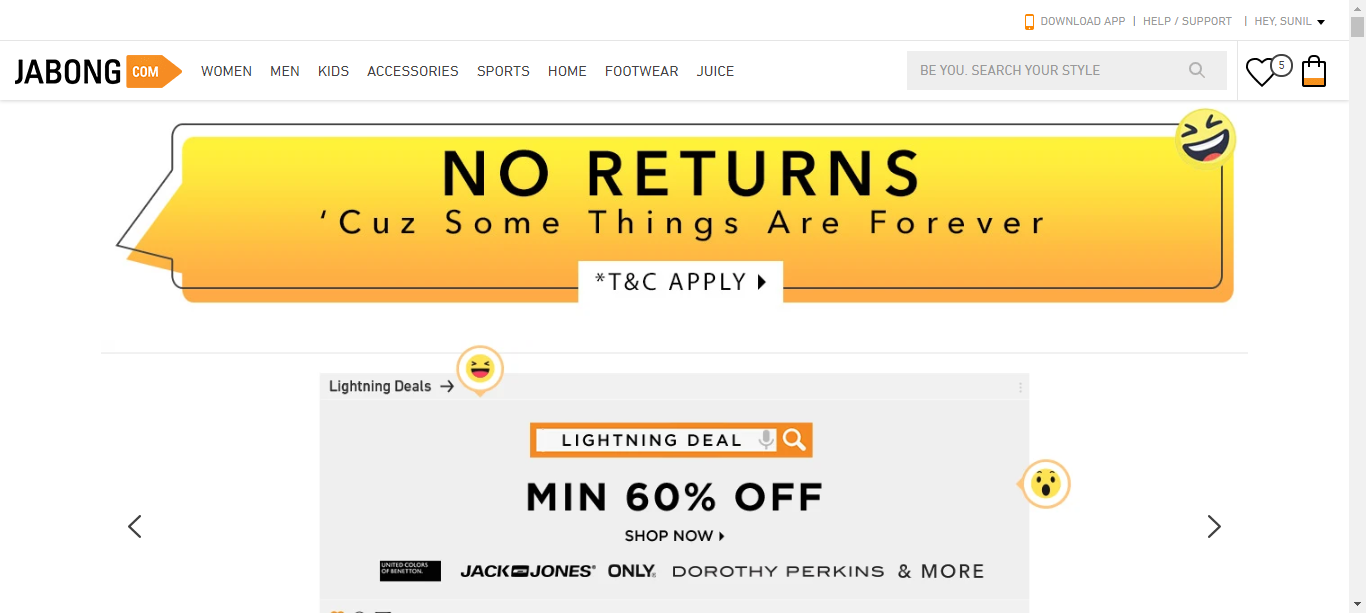 DOWNLOAD APP | HELP / SUPPORT | HEY, SUNIL
JABONG COM WOMEN MEN KIDS ACCESSORIES SPORTS HOME FOOTWEAR JUICE BE YOU. SEARCH YOUR STYLE 5
NO RETURNS
‘Cuz Some Things Are Forever
*T&C APPLY
Lightning Deals
LIGHTNING DEAL
MIN 60% OFF
SHOP NOW
UNITED COLORS
OF BENETTON.
JACK JONES® ONLY. DOROTHY PERKINS & MORE